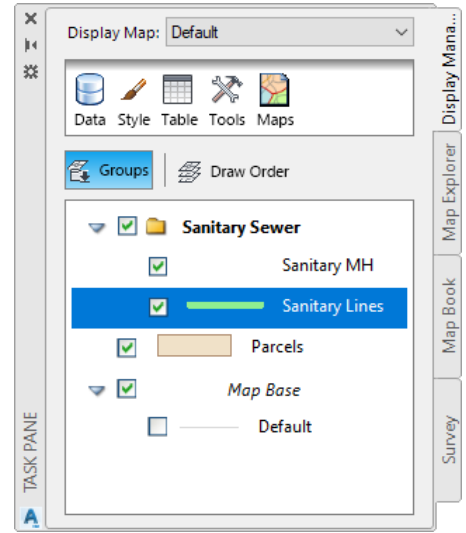 Display Map: Default
Data Style Table Tools Maps
Groups Draw Order
Sanitary Sewer
Sanitary MH
Sanitary Lines
Parcels
Map Base
Default
TASK PANE
Display Mana...
Map Explorer
Map Book
Survey